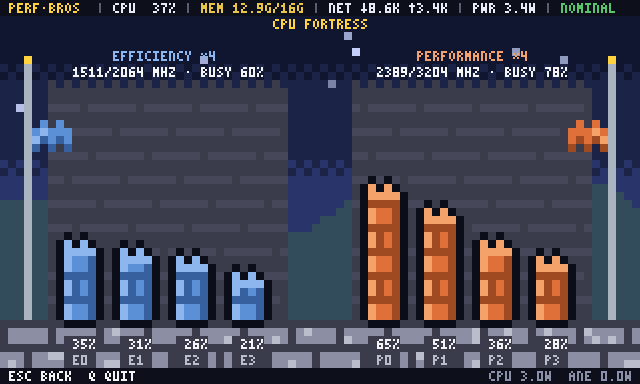 PERF·BROS | CPU 37% | MEM 12.9G/16G | NET ↓8.6K ↑3.4K | PWR 3.4W | NOMINAL
CPU FORTRESS
EFFICIENCY ×4
1511/2064 MHZ · BUSY 60%
PERFORMANCE ×4
2389/3204 MHZ · BUSY 78%
35% 31% 26% 21% 65% 51% 36% 28%
E0 E1 E2 E3 P0 P1 P2 P3
ESC BACK Q QUIT CPU 3.0W ANE 0.0W